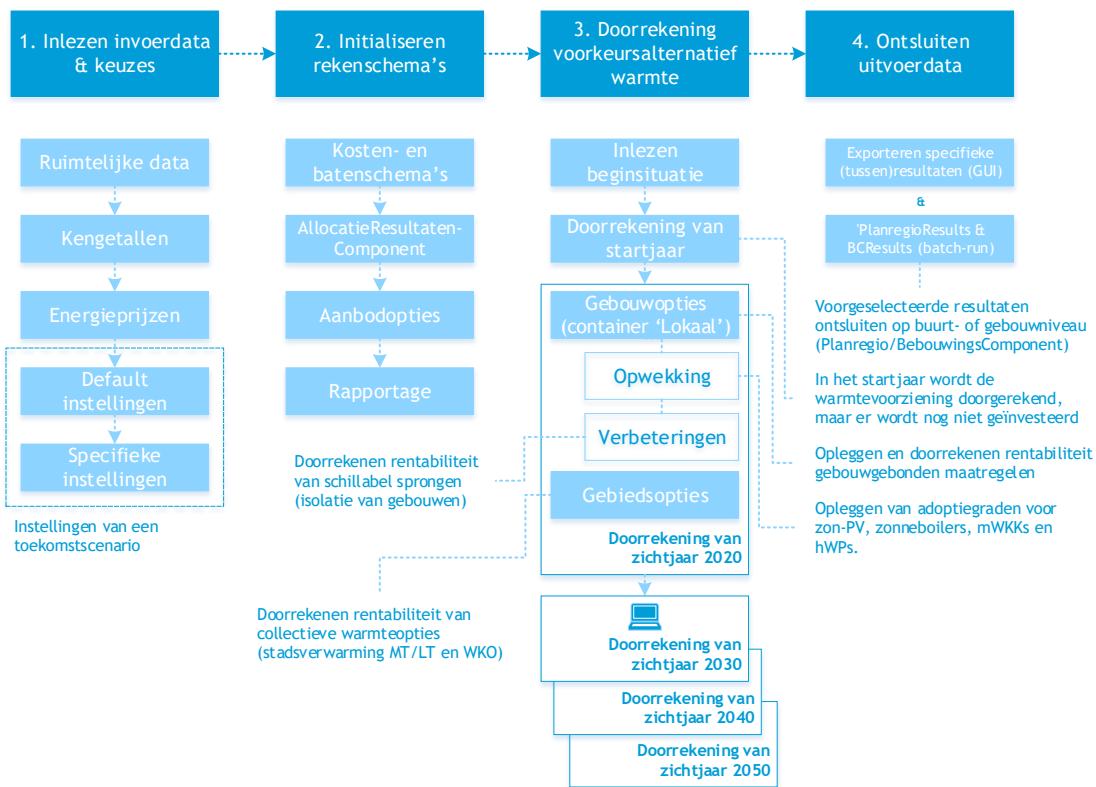 1. Inlezen invoerdata
& keuzes
2. Initialiseren
rekenschema's
3. Doorrekening
voorkeursalternatief
warmte
4. Ontsluiten
uitvoerdata
Ruimtelijke data
Kengetallen
Energieprijzen
Default
instellingen
Specifieke
instellingen
Instellingen van een
toekomstscenario
Kosten- en
batenschema's
AllocatieResultaten-
Component
Aanbodopties
Rapportage
Doorrekenen rentabiliteit
van schillabel sprongen
(isolatie van gebouwen)
Doorrekenen rentabiliteit van
collectieve warmteopties
(stadsverwarming MT/LT en WKO)
Inlezen
beginsituatie
Doorrekening van
startjaar
Gebouwopties
(container ‘Lokaal’)
Opwekking
Verbeteringen
Gebiedsopties
Doorrekening van
zichtjaar 2020
Doorrekening van
zichtjaar 2030
Doorrekening van
zichtjaar 2040
Doorrekening van
zichtjaar 2050
Exporteren specifieke
(tussen)resultaten (GUI)
&
'PlanregioResults &
BCResults (batch-run)
Voorgeselecteerde resultaten
ontsluiten op buurt- of gebouwniveau
(Planregio/BebouwingsComponent)
In het startjaar wordt de
warmtevoorziening doorgerekend,
maar er wordt nog niet geïnvesteerd
Opleggen en doorrekenen rentabiliteit
gebouwgebonden maatregelen
Opleggen van adoptiegraden voor
zon-PV, zonneboilers, mWKKs en
hWPs.